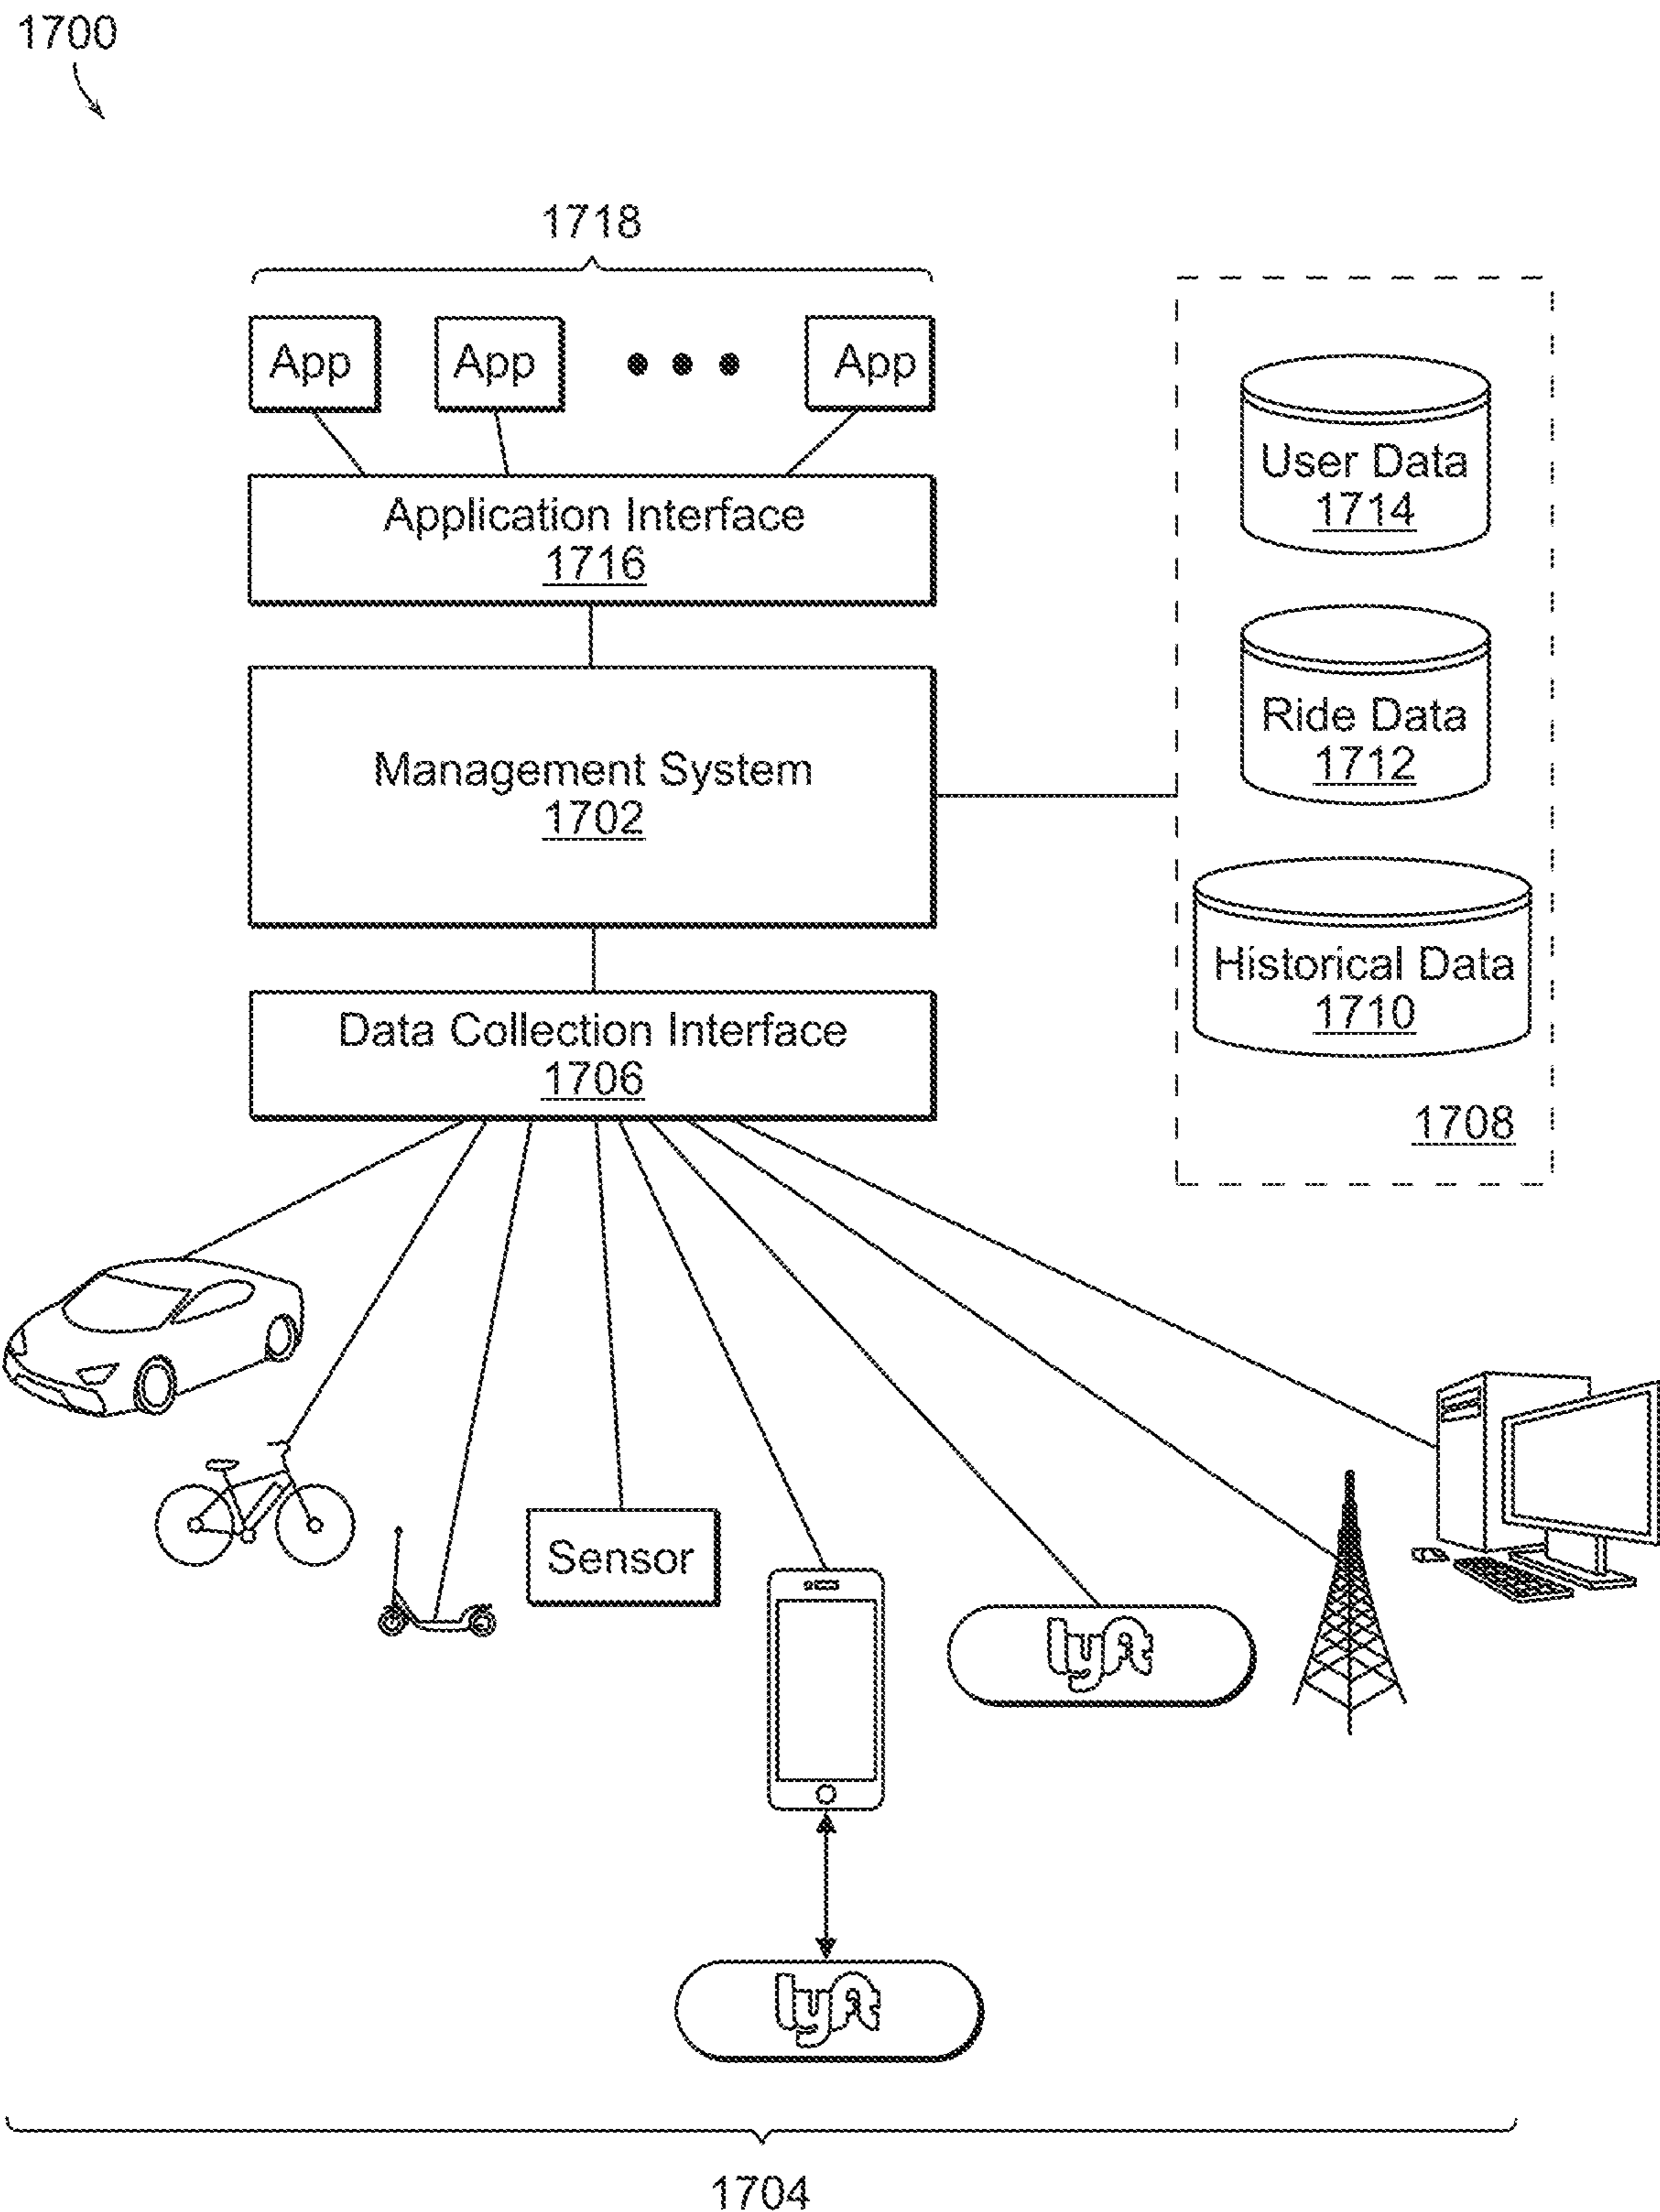 1700
1718
App App App
Application Interface
1716
Management System
1702
Data Collection Interface
1706
User Data
1714
Ride Data
1712
Historical Data
1710
1708
Sensor
lyft
lyft
1704